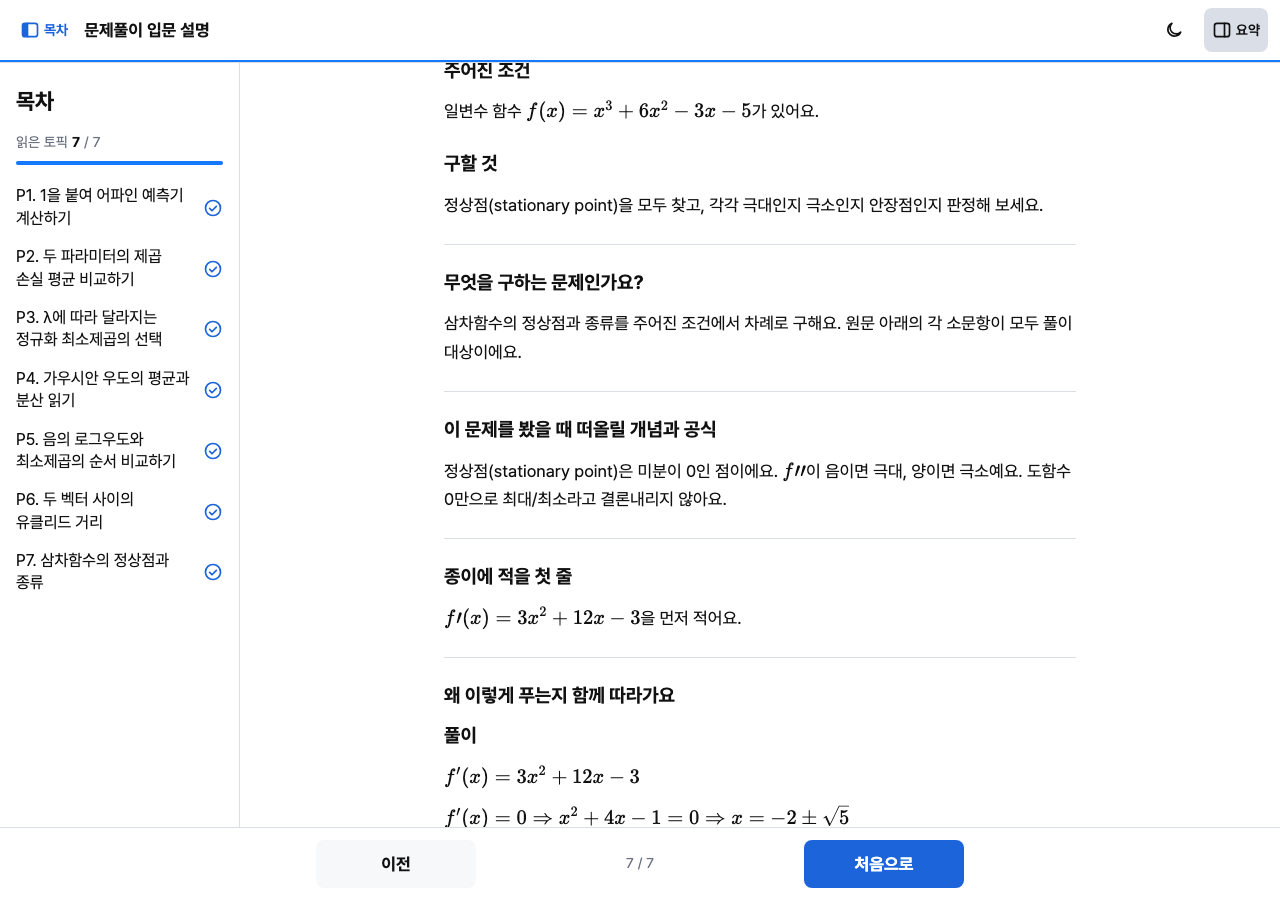 목차 문제풀이 입문 설명 요약
목차
읽은 토픽 7 / 7
P1. 1을 붙여 어파인 예측기
계산하기
P2. 두 파라미터의 제곱
손실 평균 비교하기
P3. λ에 따라 달라지는
정규화 최소제곱의 선택
P4. 가우시안 우도의 평균과
분산 읽기
P5. 음의 로그우도와
최소제곱의 순서 비교하기
P6. 두 벡터 사이의
유클리드 거리
P7. 삼차함수의 정상점과
종류
주어진 조건
일변수 함수 f(x) = x³ + 6x² − 3x − 5가 있어요.
구할 것
정상점(stationary point)을 모두 찾고, 각각 극대인지 극소인지 안장점인지 판정해 보세요.
무엇을 구하는 문제인가요?
삼차함수의 정상점과 종류를 주어진 조건에서 차례로 구해요. 원문 아래의 각 소문항이 모두 풀이
대상이에요.
이 문제를 봤을 때 떠올릴 개념과 공식
정상점(stationary point)은 미분이 0인 점이에요. f′′이 음이면 극대, 양이면 극소예요. 도함수
0만으로 최대/최소라고 결론내리지 않아요.
종이에 적을 첫 줄
f′(x) = 3x² + 12x − 3을 먼저 적어요.
왜 이렇게 푸는지 함께 따라가요
풀이
f′(x) = 3x² + 12x − 3
f′(x) = 0 ⇒ x² + 4x − 1 = 0 ⇒ x = −2 ± √5
이전 7 / 7 처음으로